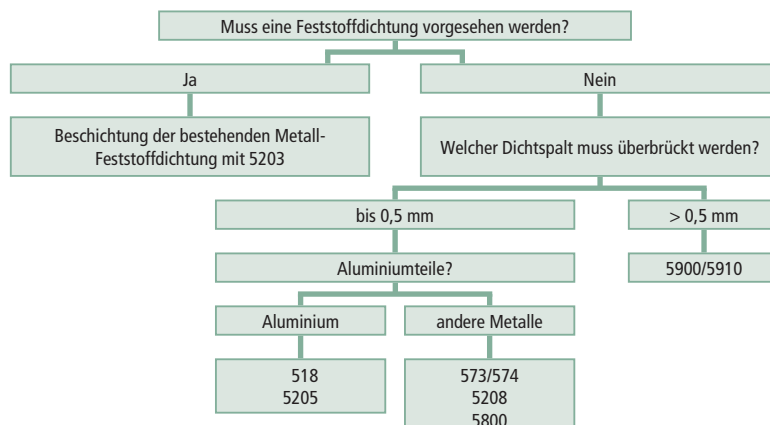 Muss eine Feststoffdichtung vorgesehen werden?
Ja
Nein
Beschichtung der bestehenden Metall-
Feststoffdichtung mit 5203
Welcher Dichtspalt muss überbrückt werden?
bis 0,5 mm
> 0,5 mm
Aluminiumteile?
5900/5910
Aluminium
andere Metalle
518
5205
573/574
5208
5800